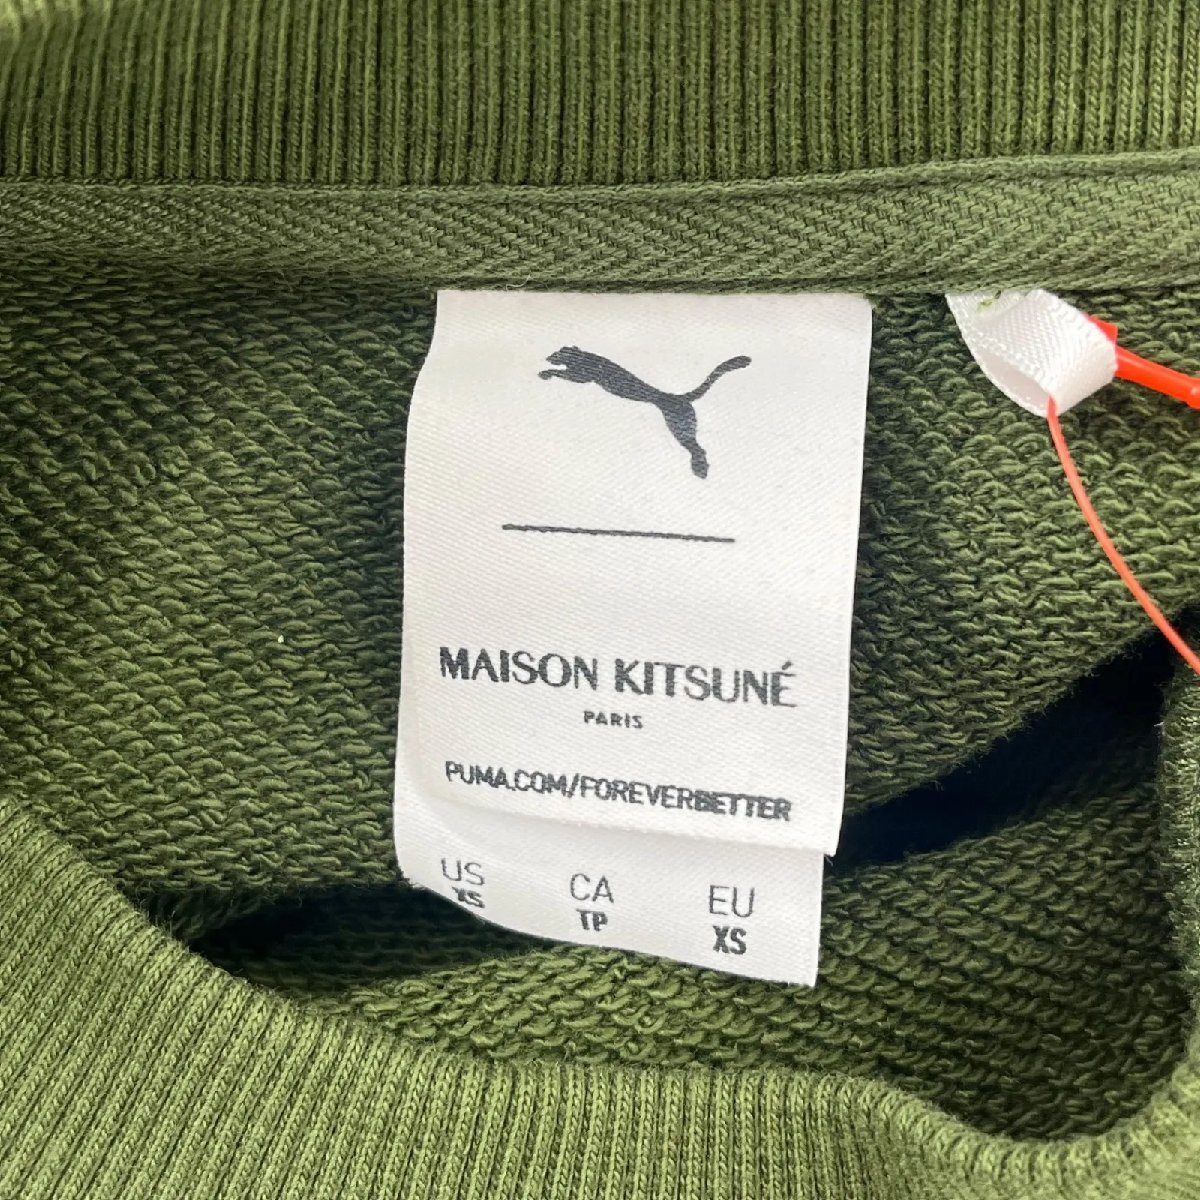 MAISON KITSUNÉ
PARIS
PUMA.COM/FOREVERBETTER
US CA EU
XS TP XS